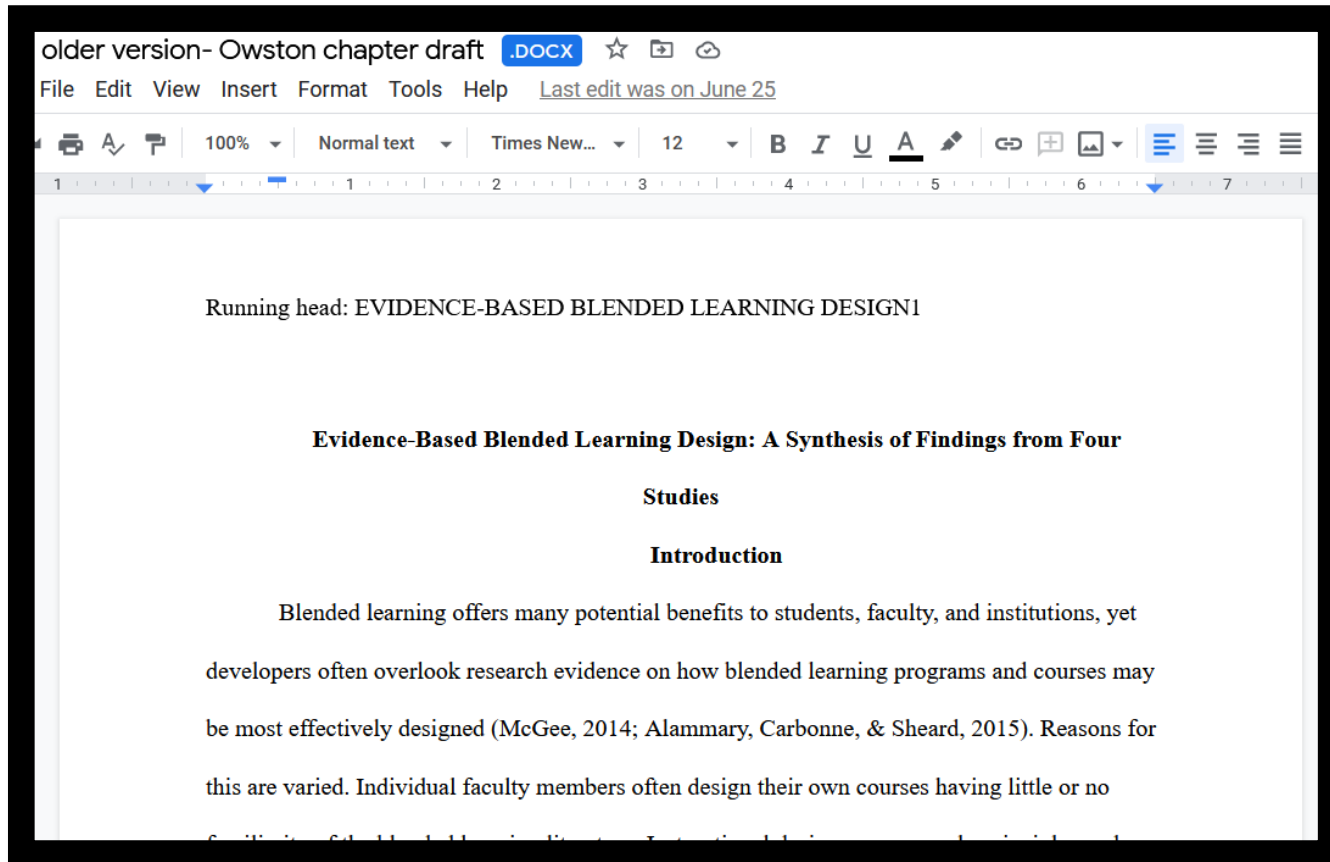 older version- Owston chapter draft .DOCX
File Edit View Insert Format Tools Help Last edit was on June 25
100% Normal text Times New... 12 B I U A
1 1 2 3 4 5 6 7
Running head: EVIDENCE-BASED BLENDED LEARNING DESIGN1
Evidence-Based Blended Learning Design: A Synthesis of Findings from Four
Studies
Introduction
Blended learning offers many potential benefits to students, faculty, and institutions, yet
developers often overlook research evidence on how blended learning programs and courses may
be most effectively designed (McGee, 2014; Alammary, Carbonne, & Sheard, 2015). Reasons for
this are varied. Individual faculty members often design their own courses having little or no